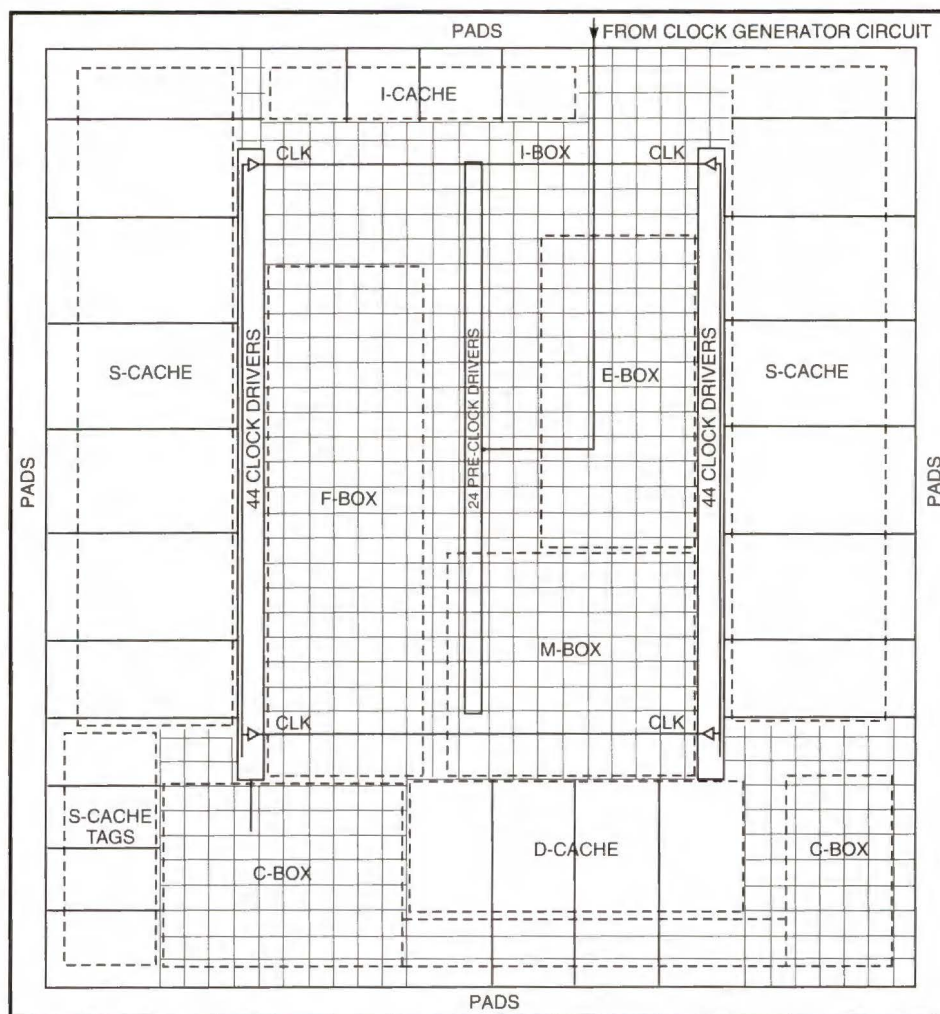 PADS
FROM CLOCK GENERATOR CIRCUIT
I-CACHE
CLK
I-BOX
CLK
44 CLOCK DRIVERS
24 PRE-CLOCK DRIVERS
44 CLOCK DRIVERS
S-CACHE
E-BOX
S-CACHE
PADS
F-BOX
PADS
M-BOX
CLK
CLK
S-CACHE
TAGS
C-BOX
D-CACHE
C-BOX
PADS